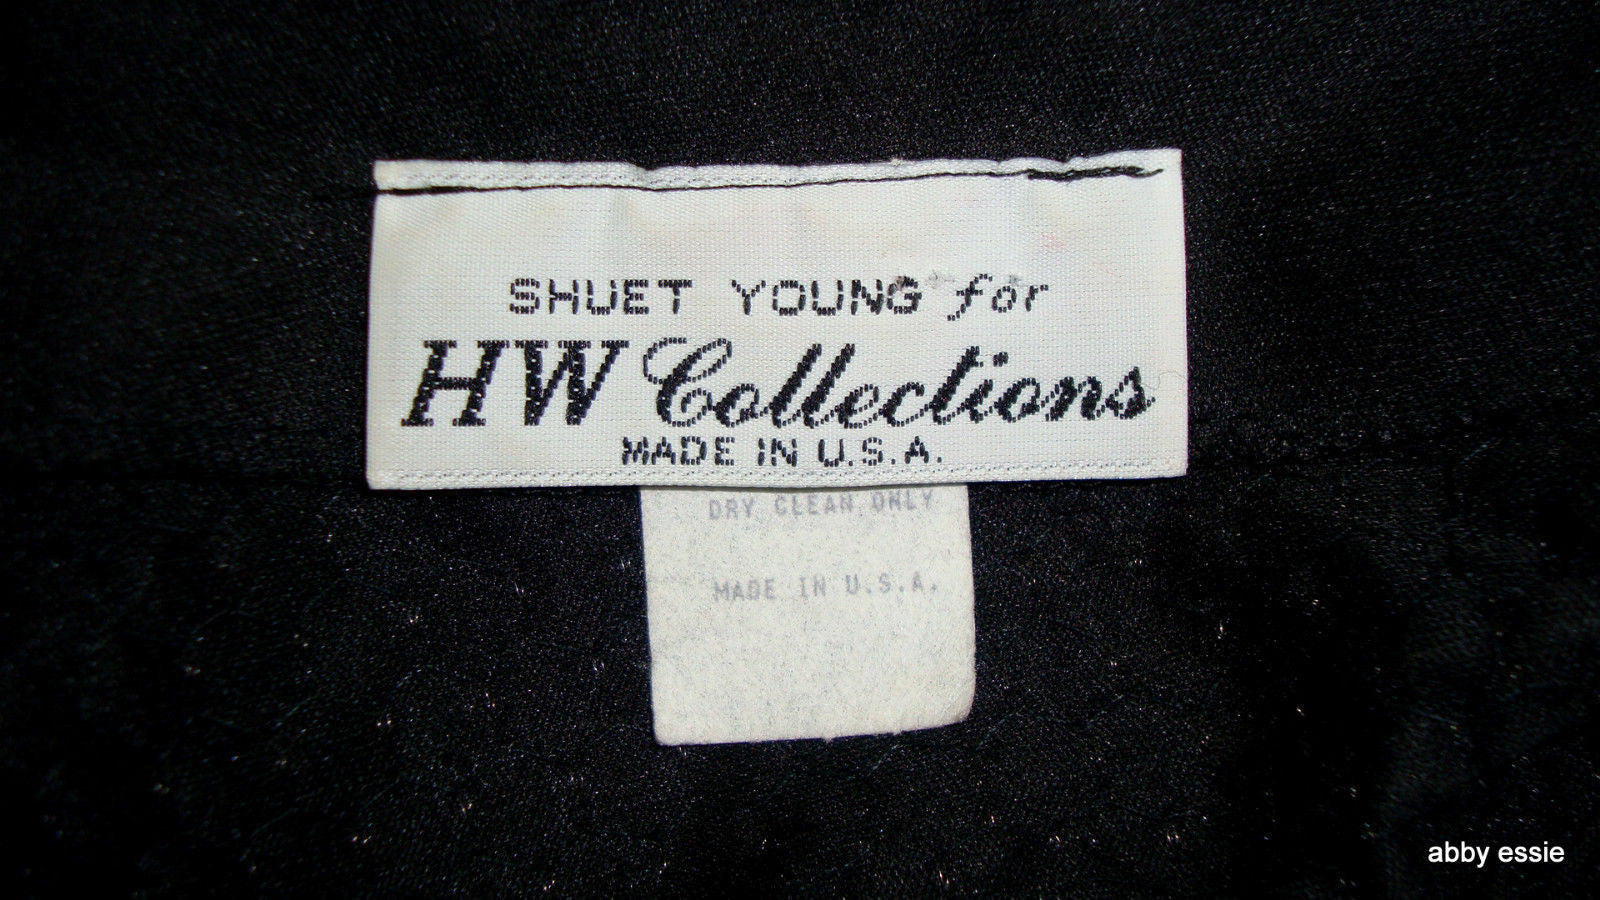 SHUET YOUNG for
HW Collections
MADE IN U.S.A.
DRY CLEAN ONLY
MADE IN U.S.A.
abby essie